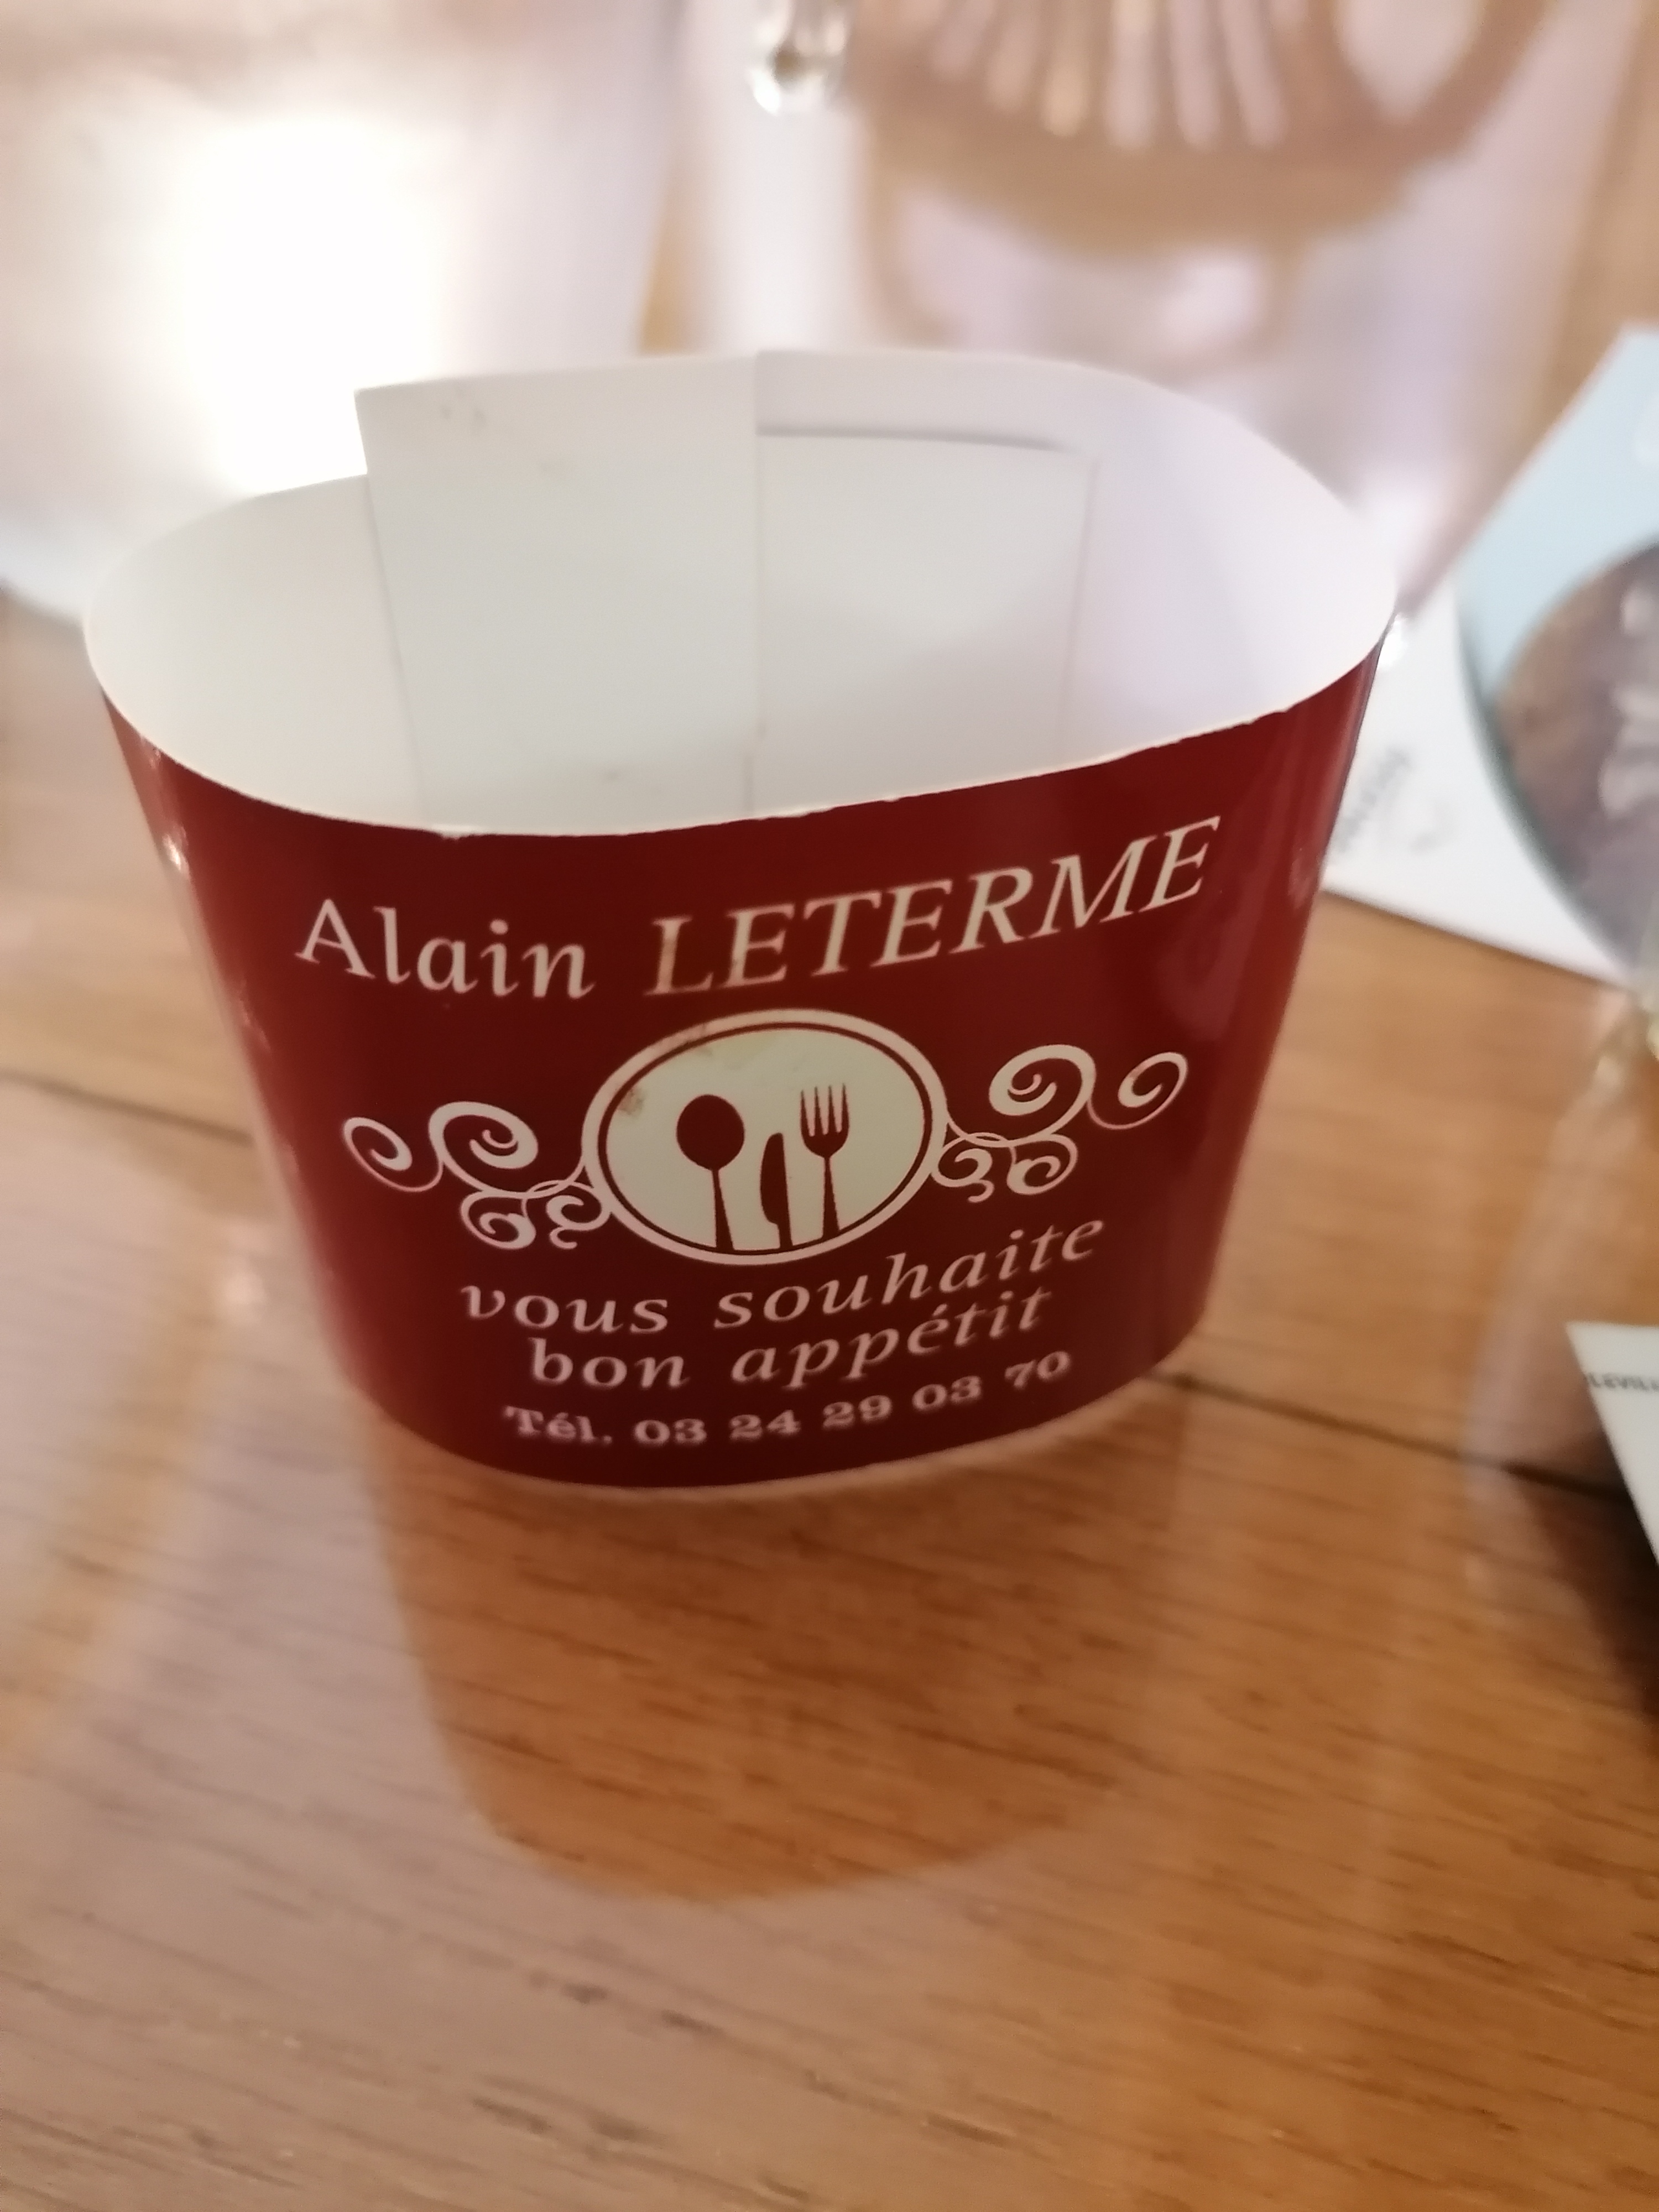 Alain LETERME
vous souhaite
bon appétit
Tél. 03 24 29 03 70